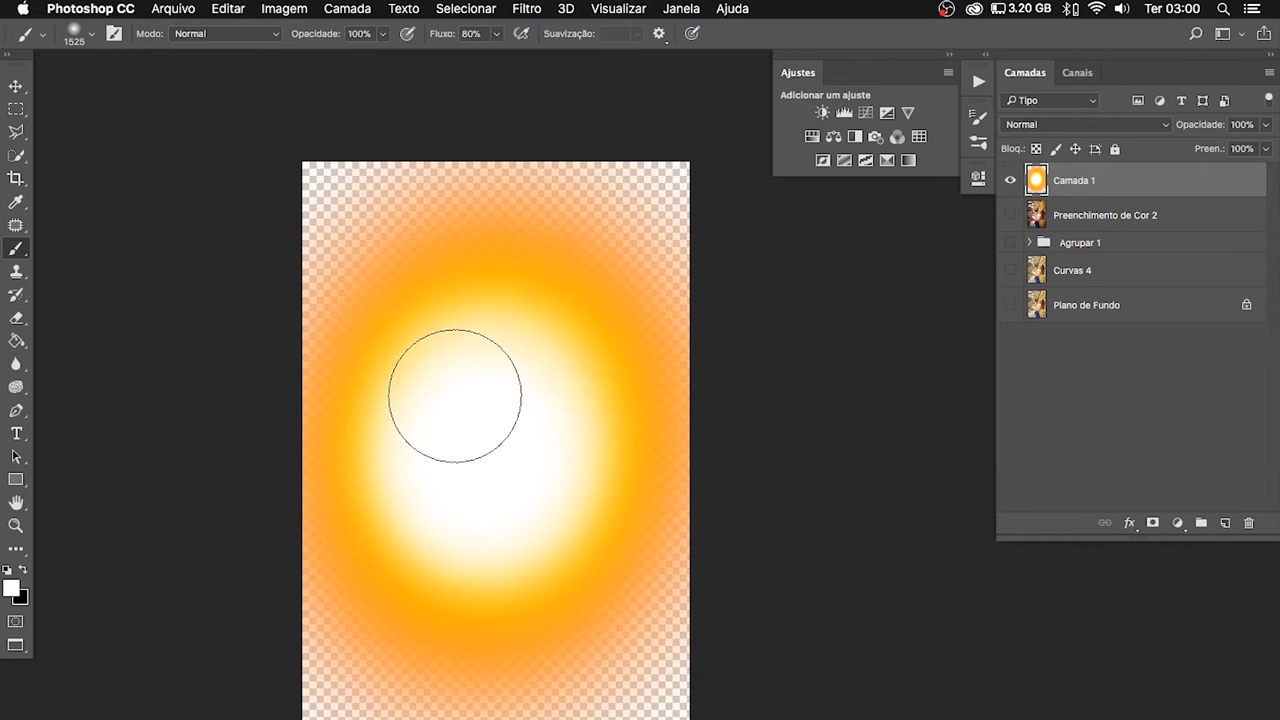 Photoshop CC Arquivo Editar Imagem Camada Texto Selecionar Filtro 3D Visualizar Janela Ajuda 3.20 GB Ter 03:00
1525 Modo: Normal Opacidade: 100% Fluxo: 80% Suavização:
Ajustes
Adicionar um ajuste
Camadas Canais
Tipo
Normal Opacidade: 100%
Bloq.: Preen.: 100%
Camada 1
Preenchimento de Cor 2
Agrupar 1
Curvas 4
Plano de Fundo